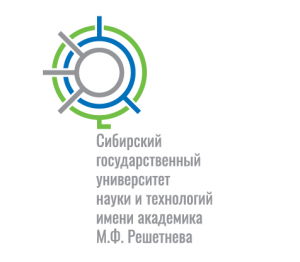 Сибирский
государственный
университет
науки и технологий
имени академика
М.Ф. Решетнева